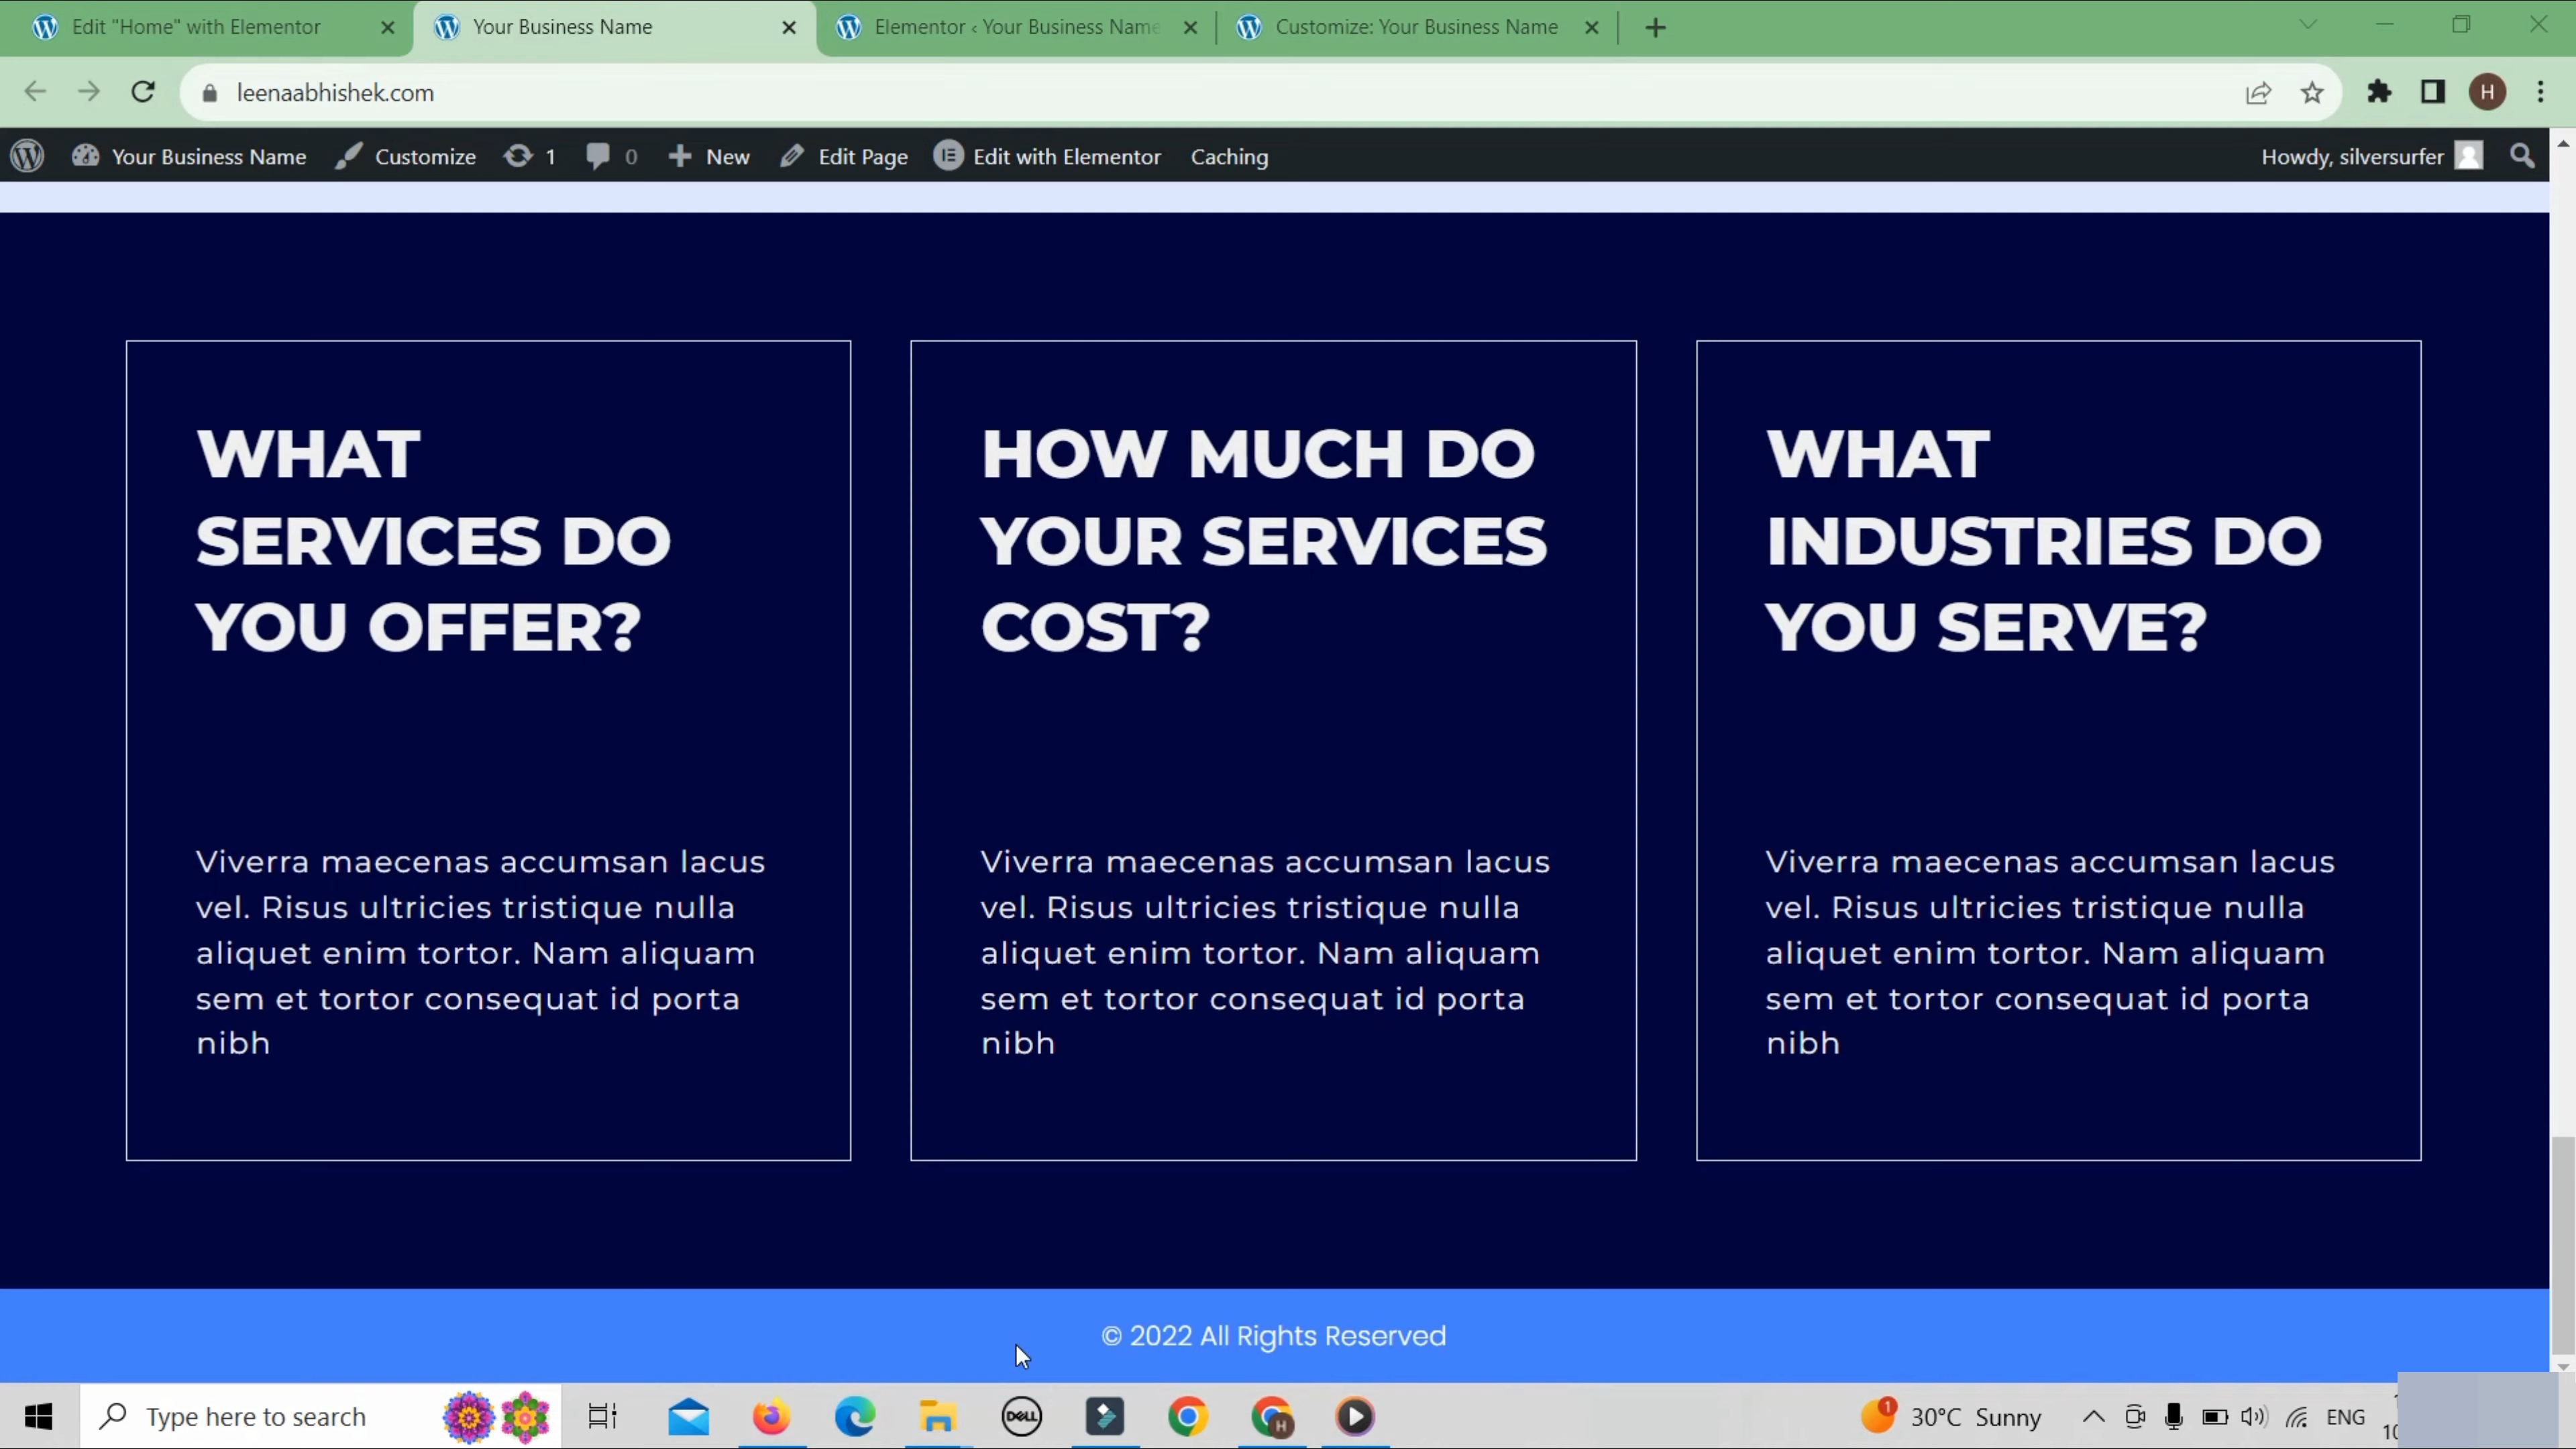 Edit "Home" with Elementor
Your Business Name
Elementor ‹ Your Business Name
Customize: Your Business Name
leenaabhishek.com
H
Your Business Name
Customize
1
0
New
Edit Page
Edit with Elementor
Caching
Howdy, silversurfer
WHAT
SERVICES DO
YOU OFFER?
Viverra maecenas accumsan lacus
vel. Risus ultricies tristique nulla
aliquet enim tortor. Nam aliquam
sem et tortor consequat id porta
nibh
HOW MUCH DO
YOUR SERVICES
COST?
Viverra maecenas accumsan lacus
vel. Risus ultricies tristique nulla
aliquet enim tortor. Nam aliquam
sem et tortor consequat id porta
nibh
WHAT
INDUSTRIES DO
YOU SERVE?
Viverra maecenas accumsan lacus
vel. Risus ultricies tristique nulla
aliquet enim tortor. Nam aliquam
sem et tortor consequat id porta
nibh
© 2022 All Rights Reserved
Type here to search
DELL
H
1
30°C Sunny
ENG